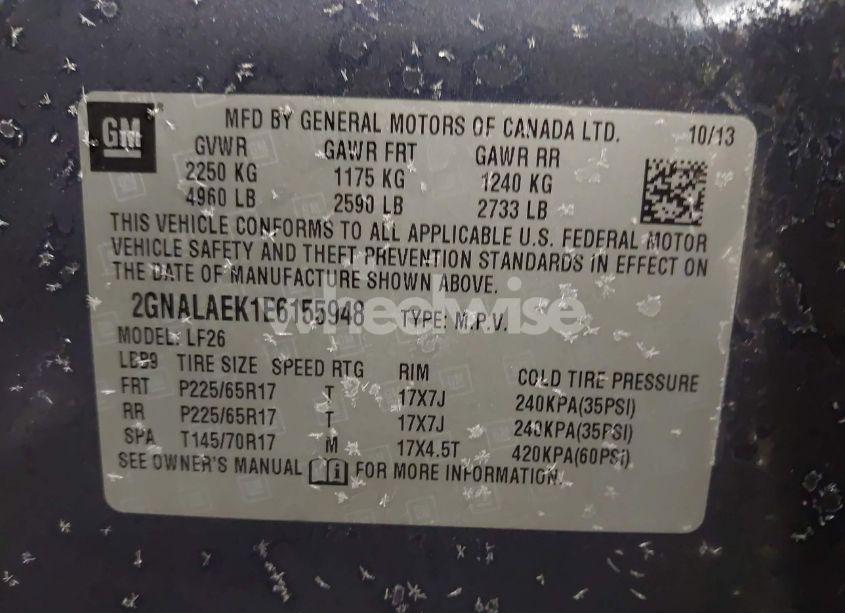 GM
MFD BY GENERAL MOTORS OF CANADA LTD. 10/13
GVWR GAWR FRT GAWR RR
2250 KG 1175 KG 1240 KG
4960 LB 2590 LB 2733 LB
THIS VEHICLE CONFORMS TO ALL APPLICABLE U.S. FEDERAL MOTOR
VEHICLE SAFETY AND THEFT PREVENTION STANDARDS IN EFFECT ON
THE DATE OF MANUFACTURE SHOWN ABOVE.
2GNALAEK1E6155948 TYPE: M.P.V.
MODEL: LF26
TIRE SIZE SPEED RTG RIM COLD TIRE PRESSURE
FRT P225/65R17 T 17X7J 240KPA(35PSI)
RR P225/65R17 T 17X7J 240KPA(35PSI)
SPA T145/70R17 M 17X4.5T 420KPA(60PSI)
SEE OWNER'S MANUAL FOR MORE INFORMATION.